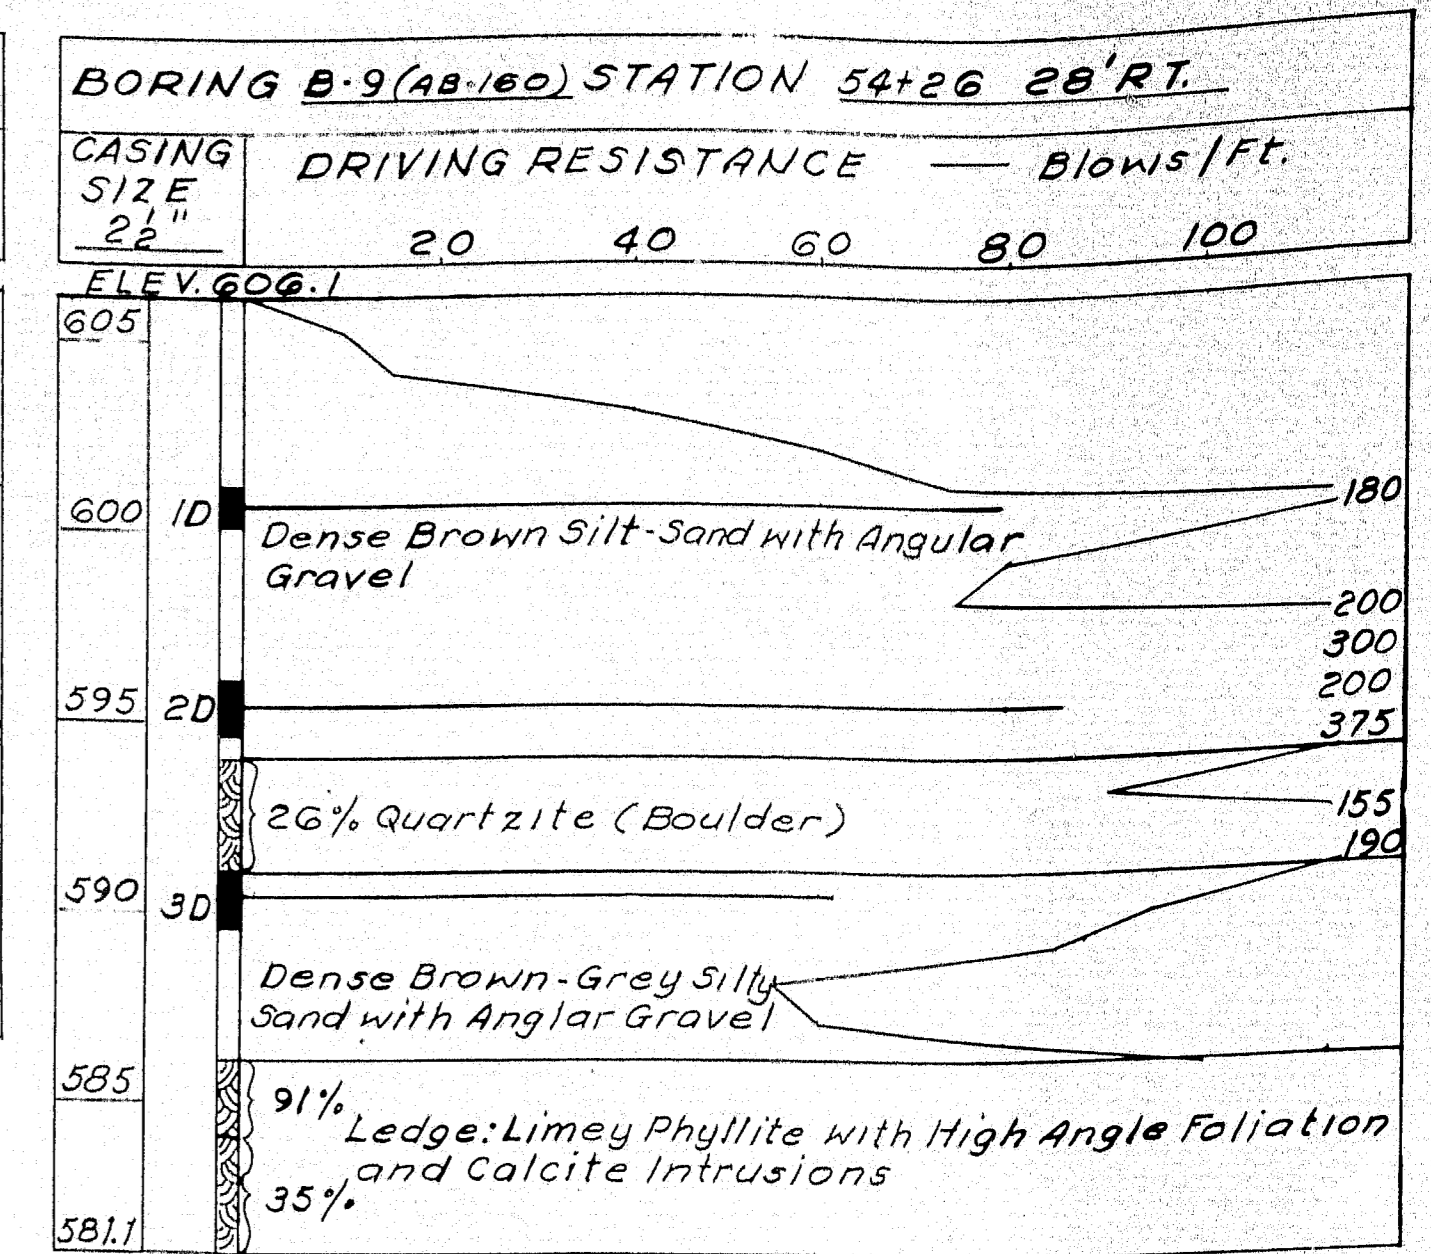 BORING B-9 (AB-160) STATION 54+26 28' RT.
CASING SIZE 2½"
DRIVING RESISTANCE — Blows/Ft.
20 40 60 80 100
ELEV. 606.1
605
180
600 1D
Dense Brown Silt-Sand with Angular
Gravel
200
300
200
595 2D
375
26% Quartzite (Boulder)
155
190
590 3D
Dense Brown-Grey Silty
Sand with Anglar Gravel
585
91%
Ledge: Limey Phyllite with High Angle Foliation
and Calcite Intrusions
35%
581.1